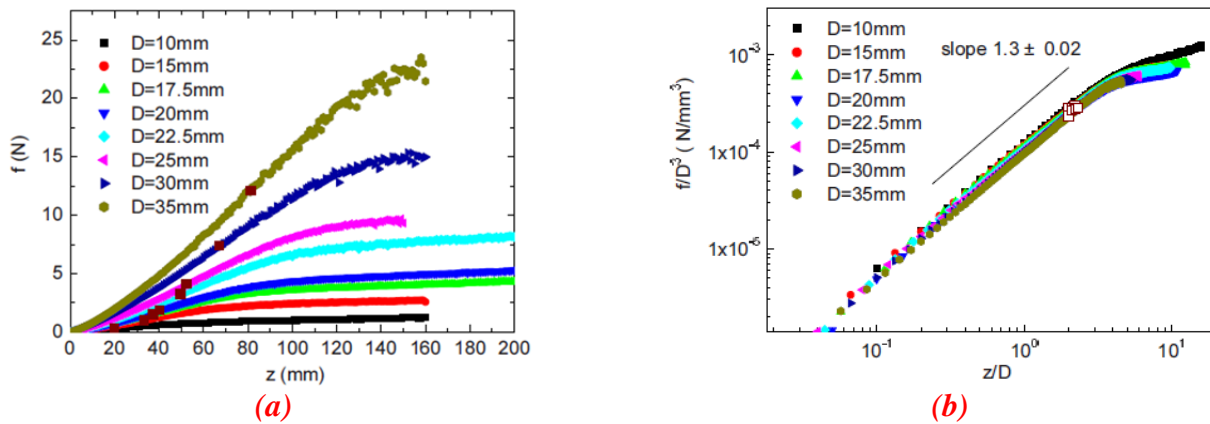 25
20
15
10
5
0
f (N)
D=10mm
D=15mm
D=17.5mm
D=20mm
D=22.5mm
D=25mm
D=30mm
D=35mm
0 20 40 60 80 100 120 140 160 180 200
z (mm)
(a)
10⁻³
1x10⁻⁴
1x10⁻⁵
f/D³ ( N/mm³)
D=10mm
D=15mm
D=17.5mm
D=20mm
D=22.5mm
D=25mm
D=30mm
D=35mm
slope 1.3 ± 0.02
10⁻¹ 10⁰ 10¹
z/D
(b)